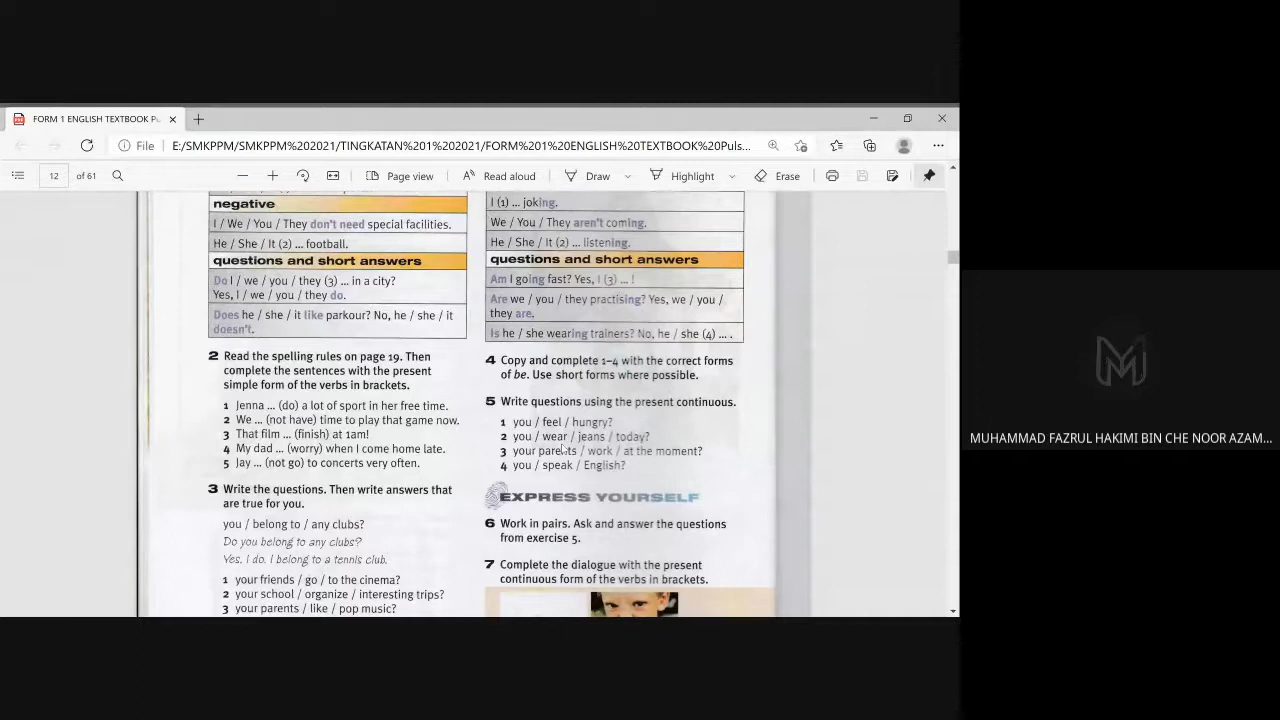 FORM 1 ENGLISH TEXTBOOK Pu
File
E:/SMKPPM/SMKPPM%202021/TINGKATAN%201%202021/FORM%201%20ENGLISH%20TEXTBOOK%20Puls...
12 of 61
Page view
Read aloud
Draw
Highlight
Erase
negative
I / We / You / They don't need special facilities.
He / She / It (2) ... football.
questions and short answers
Do I / we / you / they (3) ... in a city?
Yes, I / we / you / they do.
Does he / she / it like parkour? No, he / she / it
doesn't.
2 Read the spelling rules on page 19. Then
complete the sentences with the present
simple form of the verbs in brackets.
1 Jenna ... (do) a lot of sport in her free time.
2 We ... (not have) time to play that game now.
3 That film ... (finish) at 1am!
4 My dad ... (worry) when I come home late.
5 Jay ... (not go) to concerts very often.
3 Write the questions. Then write answers that
are true for you.
you / belong to / any clubs?
Do you belong to any clubs?
Yes, I do. I belong to a tennis club.
1 your friends / go / to the cinema?
2 your school / organize / interesting trips?
3 your parents / like / pop music?
I (1) ... joking.
We / You / They aren't coming.
He / She / It (2) ... listening.
questions and short answers
Am I going fast? Yes, I (3) ... !
Are we / you / they practising? Yes, we / you /
they are.
Is he / she wearing trainers? No, he / she (4) ... .
4 Copy and complete 1–4 with the correct forms
of be. Use short forms where possible.
5 Write questions using the present continuous.
1 you / feel / hungry?
2 you / wear / jeans / today?
3 your parents / work / at the moment?
4 you / speak / English?
EXPRESS YOURSELF
6 Work in pairs. Ask and answer the questions
from exercise 5.
7 Complete the dialogue with the present
continuous form of the verbs in brackets.
MUHAMMAD FAZRUL HAKIMI BIN CHE NOOR AZAM...